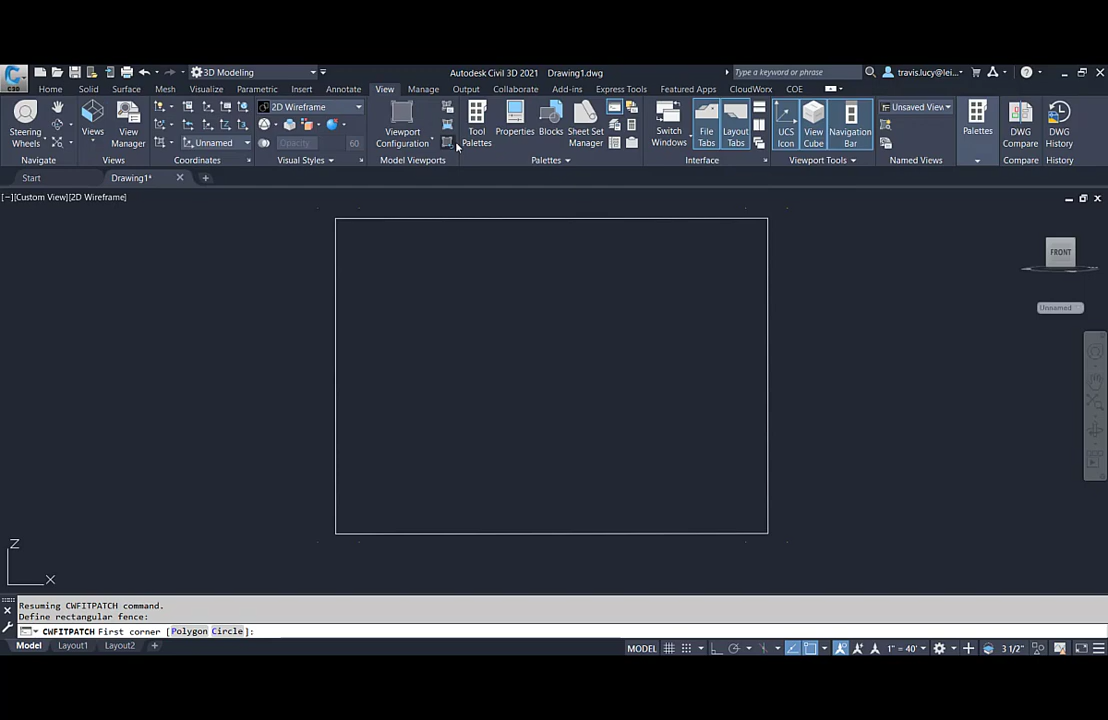 C3D
3D Modeling
Autodesk Civil 3D 2021 Drawing1.dwg
Type a keyword or phrase
travis.lucy@lei...
Home Solid Surface Mesh Visualize Parametric Insert Annotate View Manage Output Collaborate Add-ins Express Tools Featured Apps CloudWorx COE
Steering Wheels
Views
View Manager
Unnamed
2D Wireframe
Opacity 60
Viewport Configuration
Tool Palettes
Properties
Blocks
Sheet Set Manager
Switch Windows
File Tabs
Layout Tabs
UCS Icon
View Cube
Navigation Bar
Unsaved View
Palettes
DWG Compare
DWG History
Navigate Views Coordinates Visual Styles Model Viewports Palettes Interface Viewport Tools Named Views Compare History
Start Drawing1*
[−][Custom View][2D Wireframe]
FRONT
Unnamed
Z
X
Resuming CWFITPATCH command.
Define rectangular fence:
CWFITPATCH First corner [Polygon Circle]:
Model Layout1 Layout2
MODEL
1" = 40'
3 1/2"